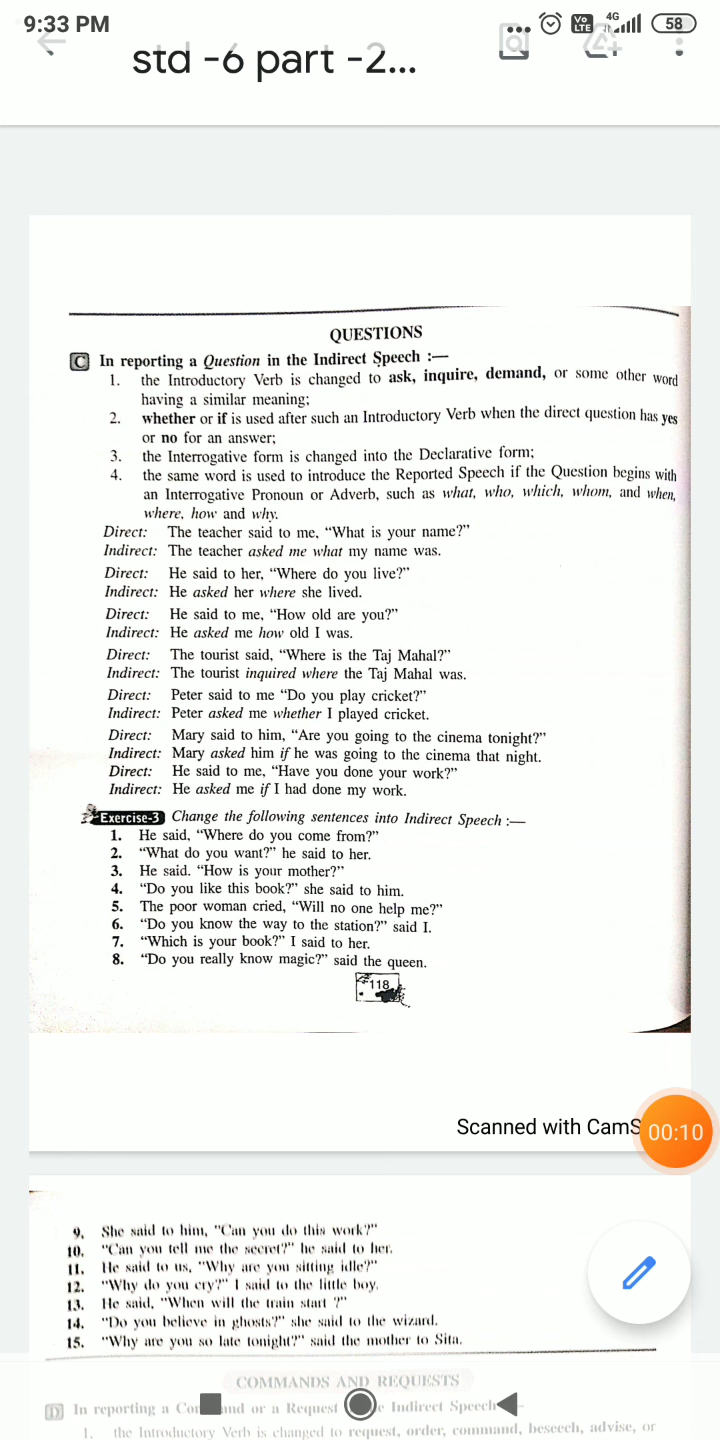 9:33 PM
Vo LTE 4G 58
std -6 part -2...
QUESTIONS
C In reporting a Question in the Indirect Speech :—
1. the Introductory Verb is changed to ask, inquire, demand, or some other word
having a similar meaning;
2. whether or if is used after such an Introductory Verb when the direct question has yes
or no for an answer;
3. the Interrogative form is changed into the Declarative form;
4. the same word is used to introduce the Reported Speech if the Question begins with
an Interrogative Pronoun or Adverb, such as what, who, which, whom, and when,
where, how and why.
Direct: The teacher said to me, “What is your name?”
Indirect: The teacher asked me what my name was.
Direct: He said to her, “Where do you live?”
Indirect: He asked her where she lived.
Direct: He said to me, “How old are you?”
Indirect: He asked me how old I was.
Direct: The tourist said, “Where is the Taj Mahal?”
Indirect: The tourist inquired where the Taj Mahal was.
Direct: Peter said to me “Do you play cricket?”
Indirect: Peter asked me whether I played cricket.
Direct: Mary said to him, “Are you going to the cinema tonight?”
Indirect: Mary asked him if he was going to the cinema that night.
Direct: He said to me, “Have you done your work?”
Indirect: He asked me if I had done my work.
Exercise-3 Change the following sentences into Indirect Speech :—
1. He said, “Where do you come from?”
2. “What do you want?” he said to her.
3. He said. “How is your mother?”
4. “Do you like this book?” she said to him.
5. The poor woman cried, “Will no one help me?”
6. “Do you know the way to the station?” said I.
7. “Which is your book?” I said to her.
8. “Do you really know magic?” said the queen.
118
Scanned with CamS
00:10
9. She said to him, "Can you do this work?"
10. "Can you tell me the secret?" he said to her.
11. He said to us, "Why are you sitting idle?"
12. "Why do you cry?" I said to the little boy.
13. He said, "When will the train start ?"
14. "Do you believe in ghosts?" she said to the wizard.
15. "Why are you so late tonight?" said the mother to Sita.
COMMANDS AND REQUESTS
D In reporting a Com and or a Request e Indirect Speech
1. the Introductory Verb is changed to request, order, command, beseech, advise, or